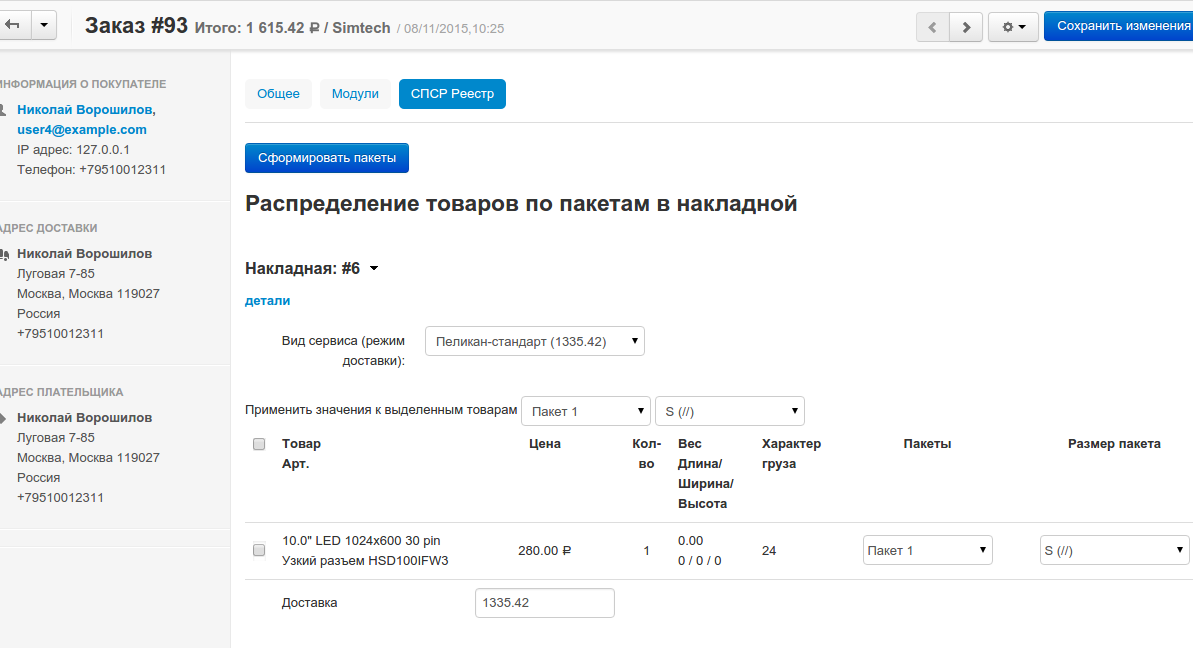 Заказ #93 Итого: 1 615.42 ₽ / Simtech / 08/11/2015,10:25
Сохранить изменения
ИНФОРМАЦИЯ О ПОКУПАТЕЛЕ
Николай Ворошилов,
user4@example.com
IP адрес: 127.0.0.1
Телефон: +79510012311
АДРЕС ДОСТАВКИ
Николай Ворошилов
Луговая 7-85
Москва, Москва 119027
Россия
+79510012311
АДРЕС ПЛАТЕЛЬЩИКА
Николай Ворошилов
Луговая 7-85
Москва, Москва 119027
Россия
+79510012311
Общее Модули СПСР Реестр
Сформировать пакеты
Распределение товаров по пакетам в накладной
Накладная: #6
детали
Вид сервиса (режим
доставки):
Пеликан-стандарт (1335.42)
Применить значения к выделенным товарам Пакет 1 S (//)
Товар
Арт.
Цена
Кол-
во
Вес
Длина/
Ширина/
Высота
Характер
груза
Пакеты
Размер пакета
10.0" LED 1024x600 30 pin
Узкий разъем HSD100IFW3
280.00 ₽
1
0.00
0 / 0 / 0
24
Пакет 1
S (//)
Доставка 1335.42